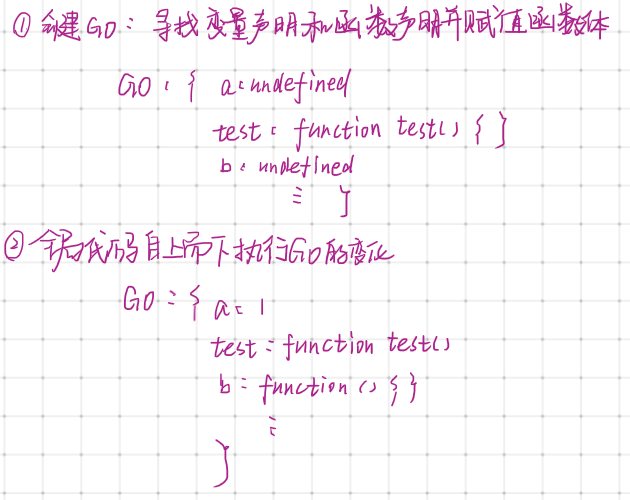 ① 创建GO：寻找变量声明和函数声明并赋值函数体
GO：{ a：undefined
test：function test() { }
b：undefined
⋮ }
② 全局代码自上而下执行GO的变化
GO：{ a：1
test：function test()
b：function () { }
⋮
}